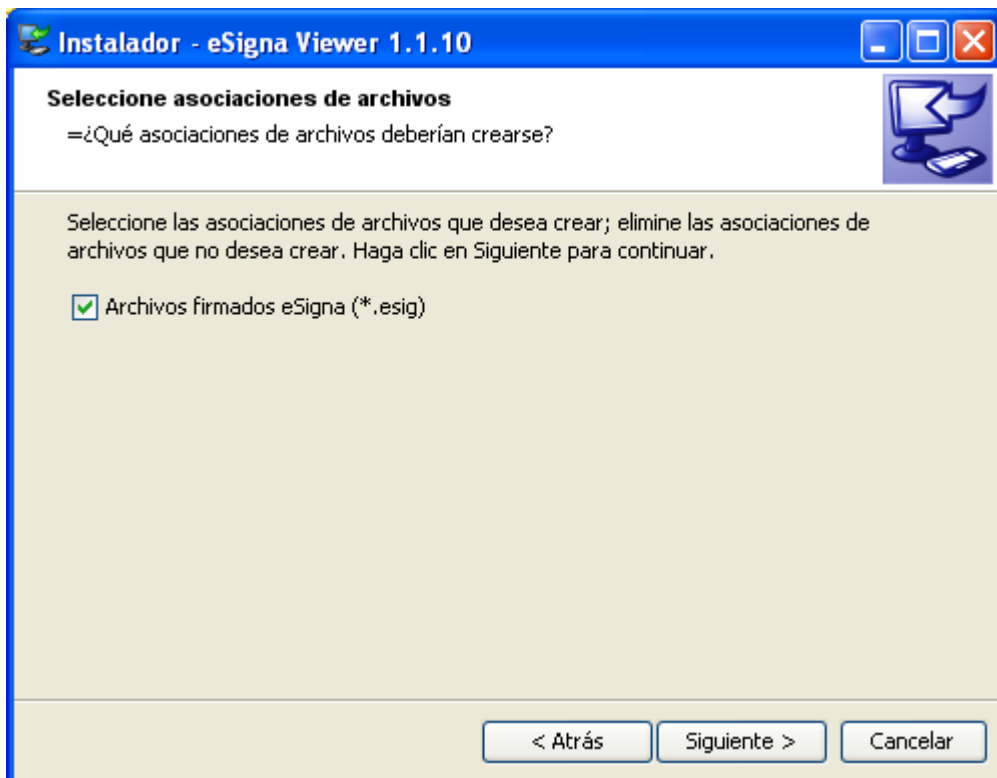 Instalador - eSigna Viewer 1.1.10
Seleccione asociaciones de archivos
=¿Qué asociaciones de archivos deberían crearse?
Seleccione las asociaciones de archivos que desea crear; elimine las asociaciones de
archivos que no desea crear. Haga clic en Siguiente para continuar.
Archivos firmados eSigna (*.esig)
< Atrás Siguiente > Cancelar